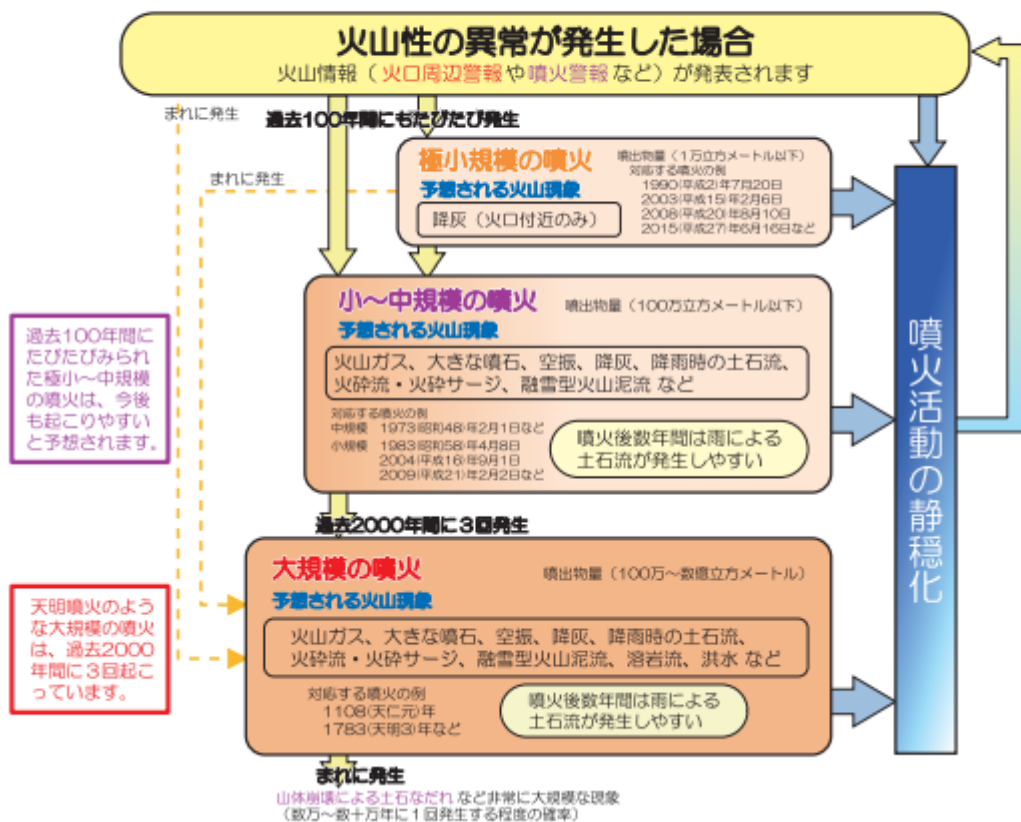 火山性の異常が発生した場合
火山情報（火口周辺警報や噴火警報など）が発表されます
まれに発生
過去100年間にもたびたび発生
まれに発生
極小規模の噴火
噴出物量（1万立方メートル以下）
予想される火山現象
降灰（火口付近のみ）
対応する噴火の例
1990(平成2)年7月20日
2003(平成15)年2月6日
2008(平成20)年8月10日
2015(平成27)年6月16日など
小〜中規模の噴火
噴出物量（100万立方メートル以下）
予想される火山現象
火山ガス、大きな噴石、空振、降灰、降雨時の土石流、
火砕流・火砕サージ、融雪型火山泥流 など
対応する噴火の例
中規模 1973(昭和48)年2月1日など
小規模 1983(昭和58)年4月8日
2004(平成16)年9月1日
2009(平成21)年2月2日など
噴火後数年間は雨による
土石流が発生しやすい
過去100年間に
たびたびみられ
た極小〜中規模
の噴火は、今後
も起こりやすい
と予想されます。
過去2000年間に3回発生
大規模の噴火
噴出物量（100万〜数億立方メートル）
予想される火山現象
火山ガス、大きな噴石、空振、降灰、降雨時の土石流、
火砕流・火砕サージ、融雪型火山泥流、溶岩流、洪水 など
対応する噴火の例
1108(天仁元)年
1783(天明3)年など
噴火後数年間は雨による
土石流が発生しやすい
天明噴火のよう
な大規模の噴火
は、過去2000
年間に3回起こ
っています。
まれに発生
山体崩壊による土石なだれ など非常に大規模な現象
（数万〜数十万年に1回発生する程度の確率）
噴火活動の静穏化